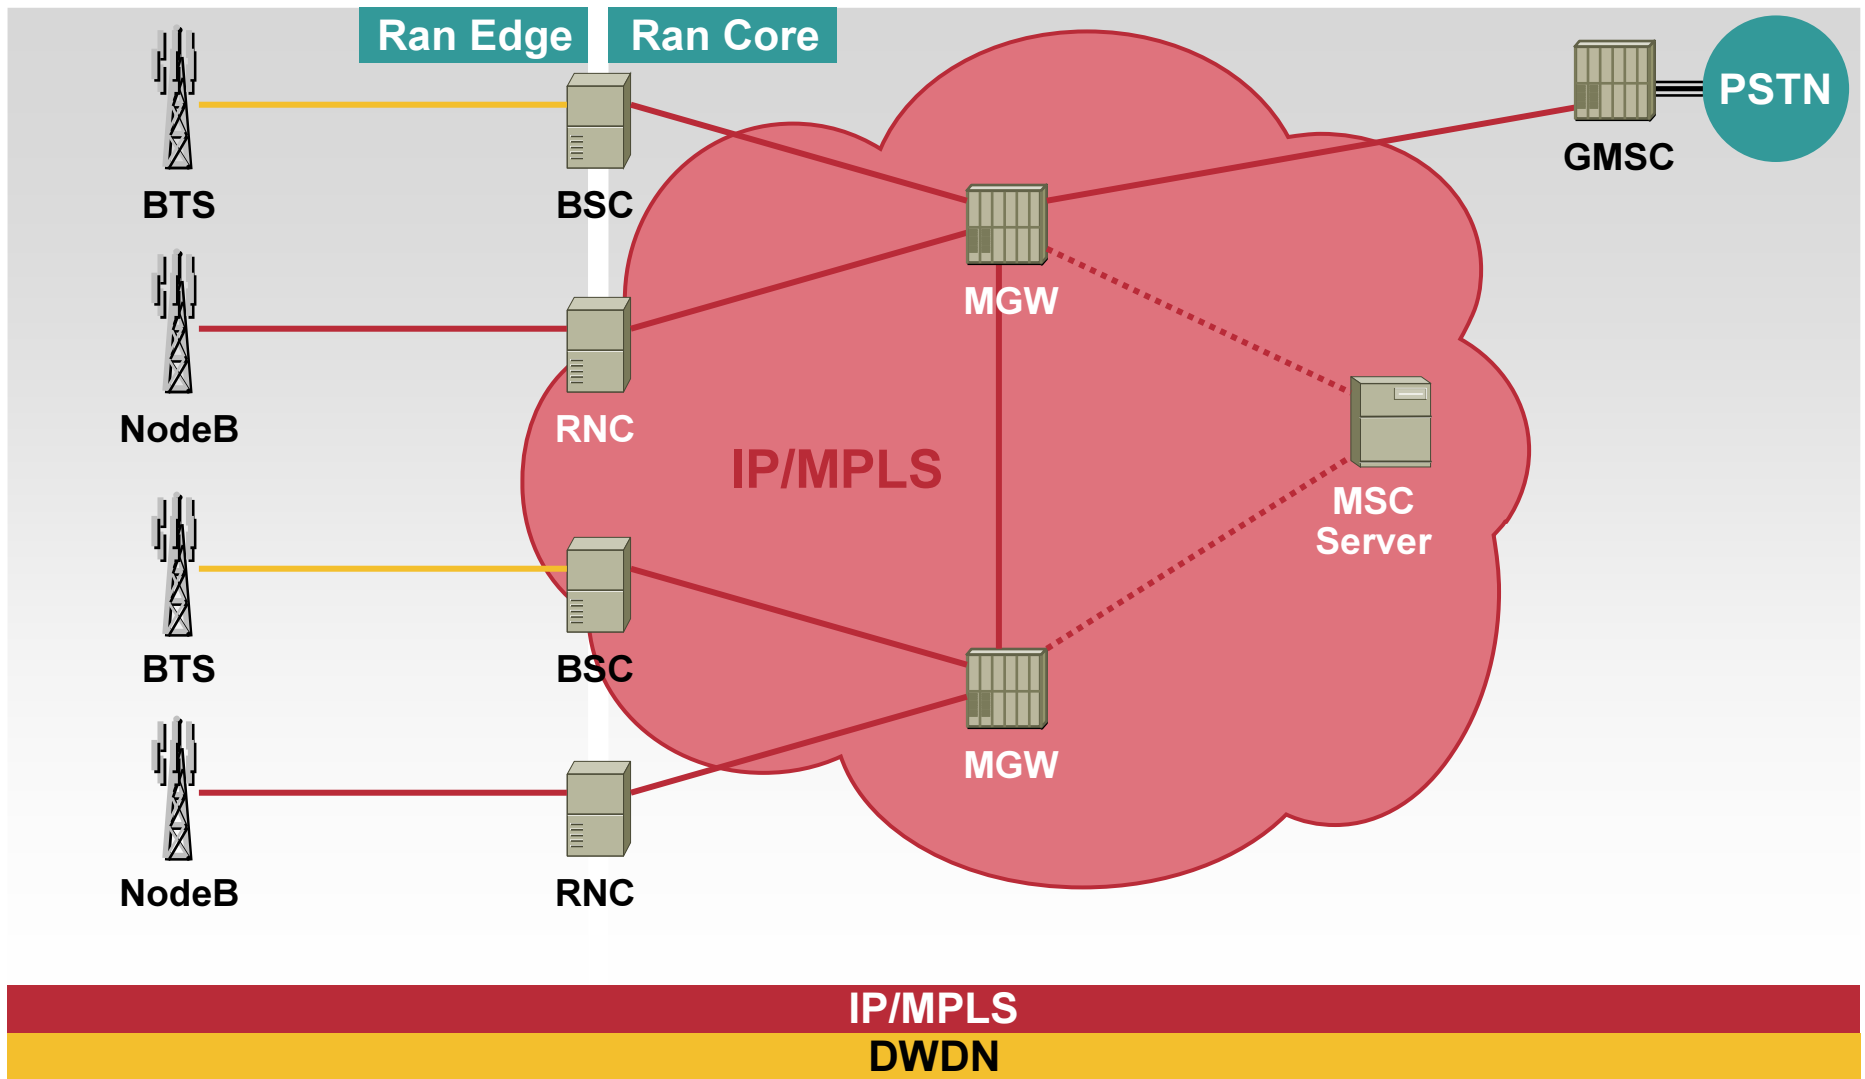 Ran Edge
Ran Core
PSTN
GMSC
BTS
BSC
MGW
NodeB
RNC
IP/MPLS
MSC
Server
BTS
BSC
MGW
NodeB
RNC
IP/MPLS
DWDN